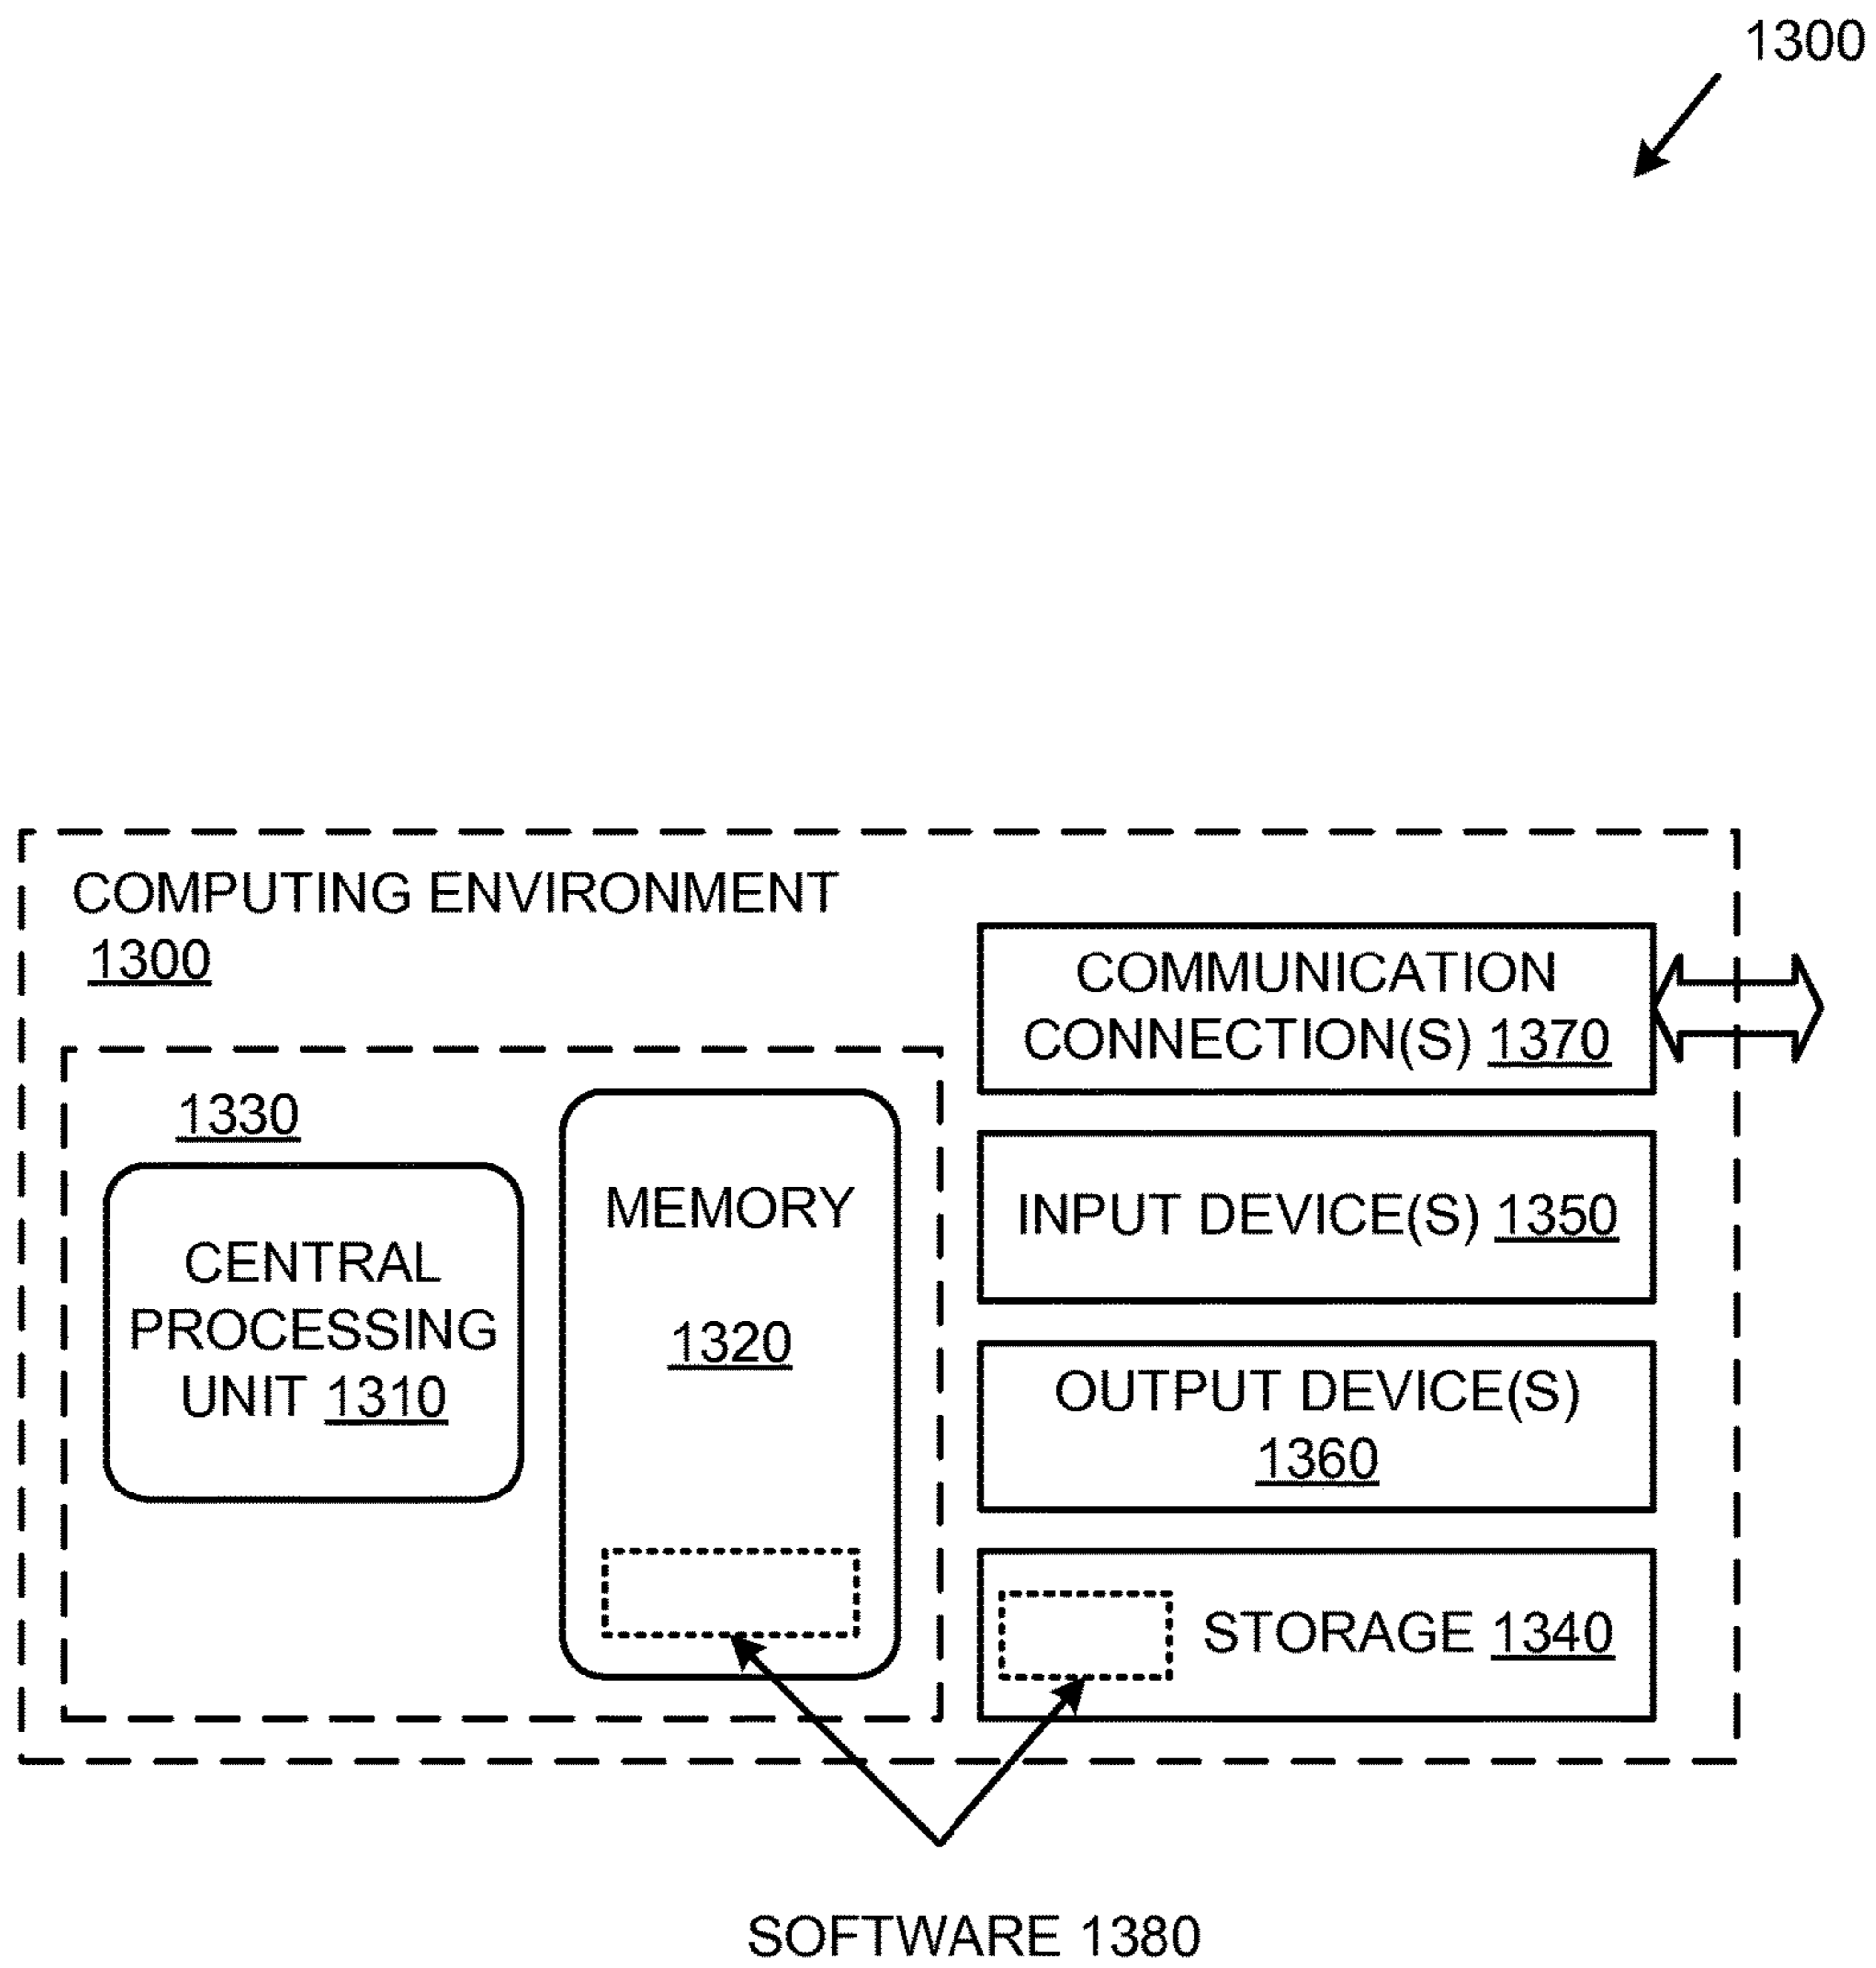 1300
COMPUTING ENVIRONMENT
1300
1330
CENTRAL
PROCESSING
UNIT 1310
MEMORY
1320
COMMUNICATION
CONNECTION(S) 1370
INPUT DEVICE(S) 1350
OUTPUT DEVICE(S)
1360
STORAGE 1340
SOFTWARE 1380